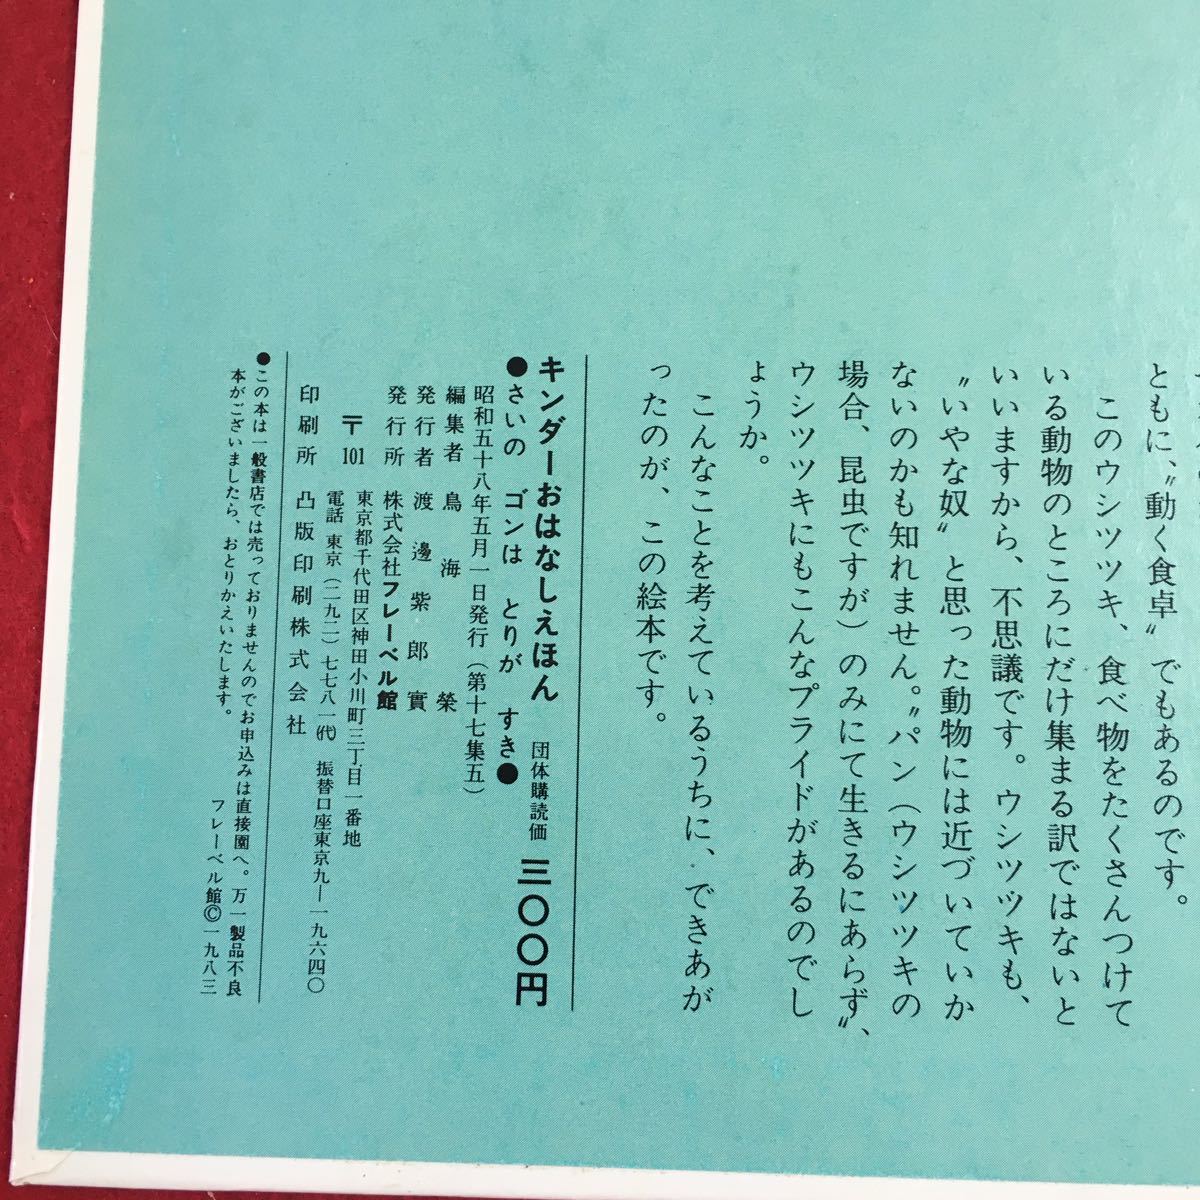 ともに、〝動く食卓〟でもあるのです。
このウシツツキ、食べ物をたくさんつけて
いる動物のところにだけ集まる訳ではないと
いいますから、不思議です。ウシツツキも、
〝いやな奴〟と思った動物には近づいていか
ないのかも知れません。〝パン（ウシツツキの
場合、昆虫ですが）のみにて生きるにあらず〟、
ウシツツキにもこんなプライドがあるのでし
ょうか。
こんなことを考えているうちに、できあが
ったのが、この絵本です。
キンダーおはなしえほん 団体購読価 三〇〇円
●さいの ゴンは とりが すき●
昭和五十八年五月一日発行（第十七集五）
編集者 鳥海 榮
発行者 渡邊紫郎實
発行所 株式会社フレーベル館
〒101 東京都千代田区神田小川町三丁目一番地
電話 東京（二九二）七七八一（代） 振替口座東京九―一九六四〇
印刷所 凸版印刷株式会社
●この本は一般書店では売っておりませんのでお申込みは直接園へ。万一製品不良
本がございましたら、おとりかえいたします。 フレーベル館©一九八三